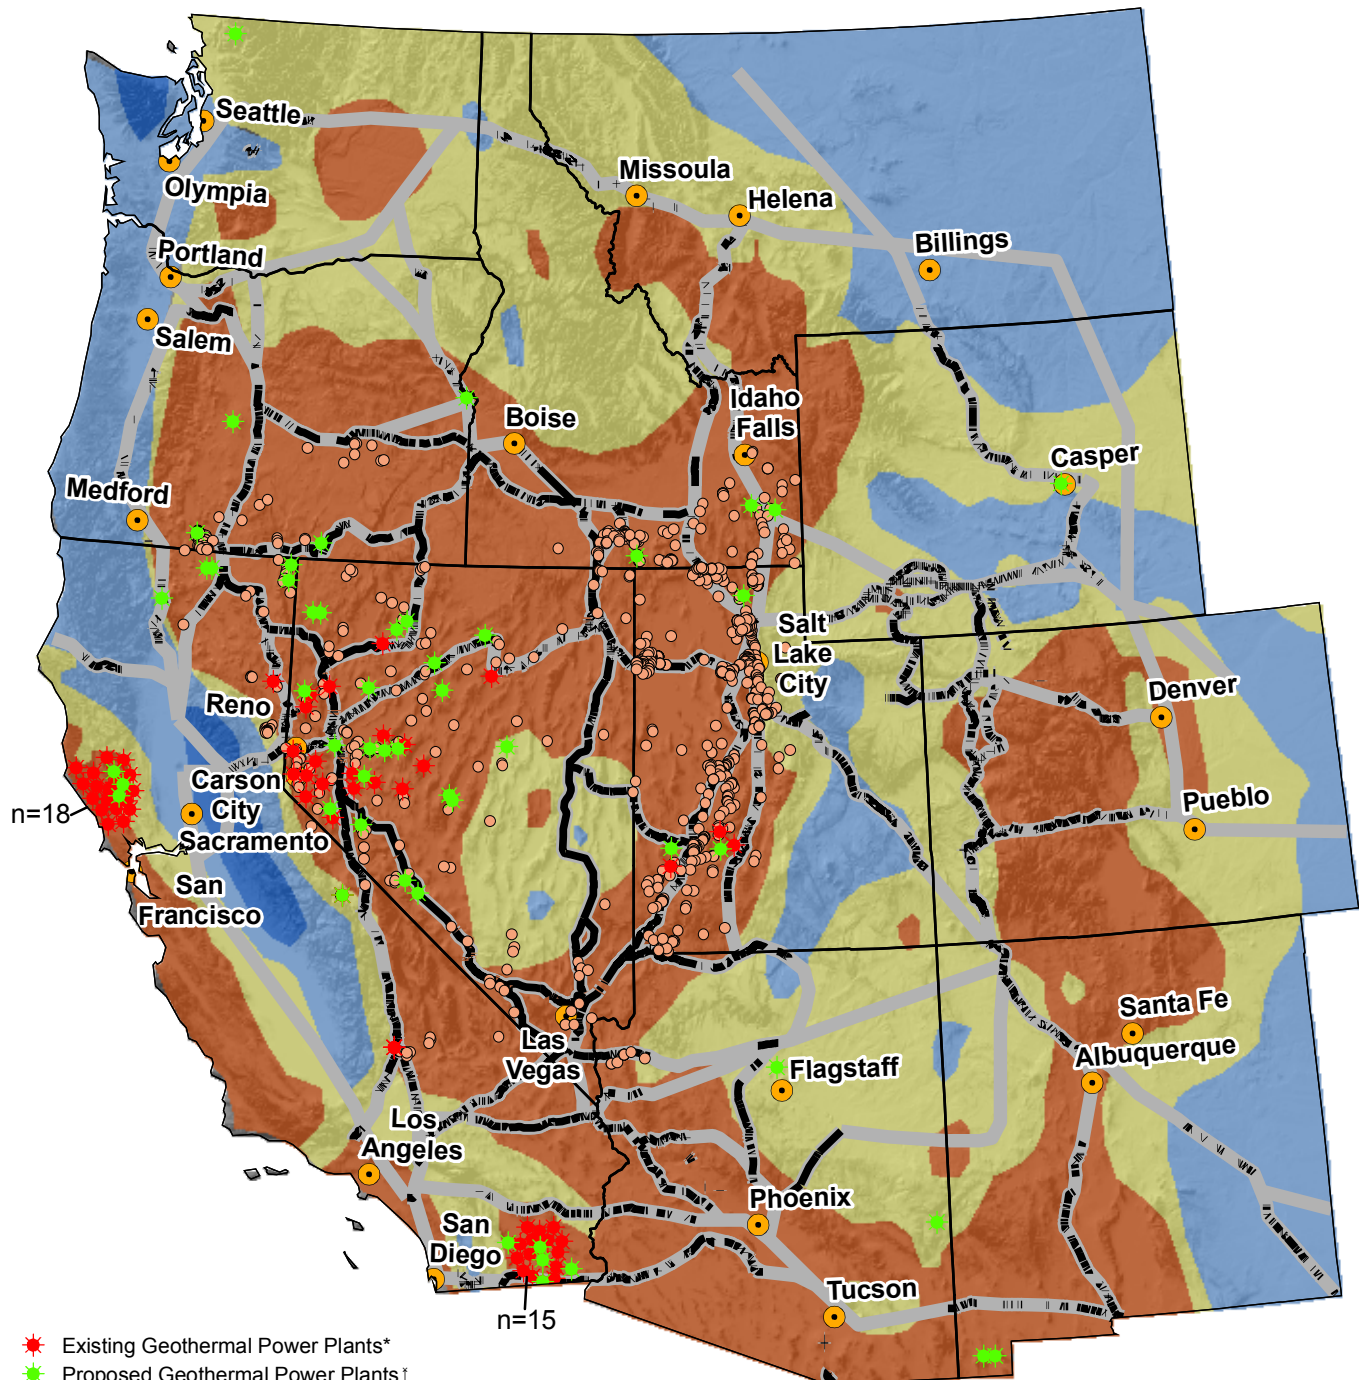 Seattle
Olympia
Missoula
Helena
Portland
Billings
Salem
Idaho
Falls
Boise
Casper
Medford
Salt
Lake
City
Reno
Denver
Carson
City
Pueblo
n=18
Sacramento
San
Francisco
Santa Fe
Las
Vegas
Albuquerque
Flagstaff
Los
Angeles
Phoenix
San
Diego
Tucson
n=15
Existing Geothermal Power Plants*
Proposed Geothermal Power Plants†